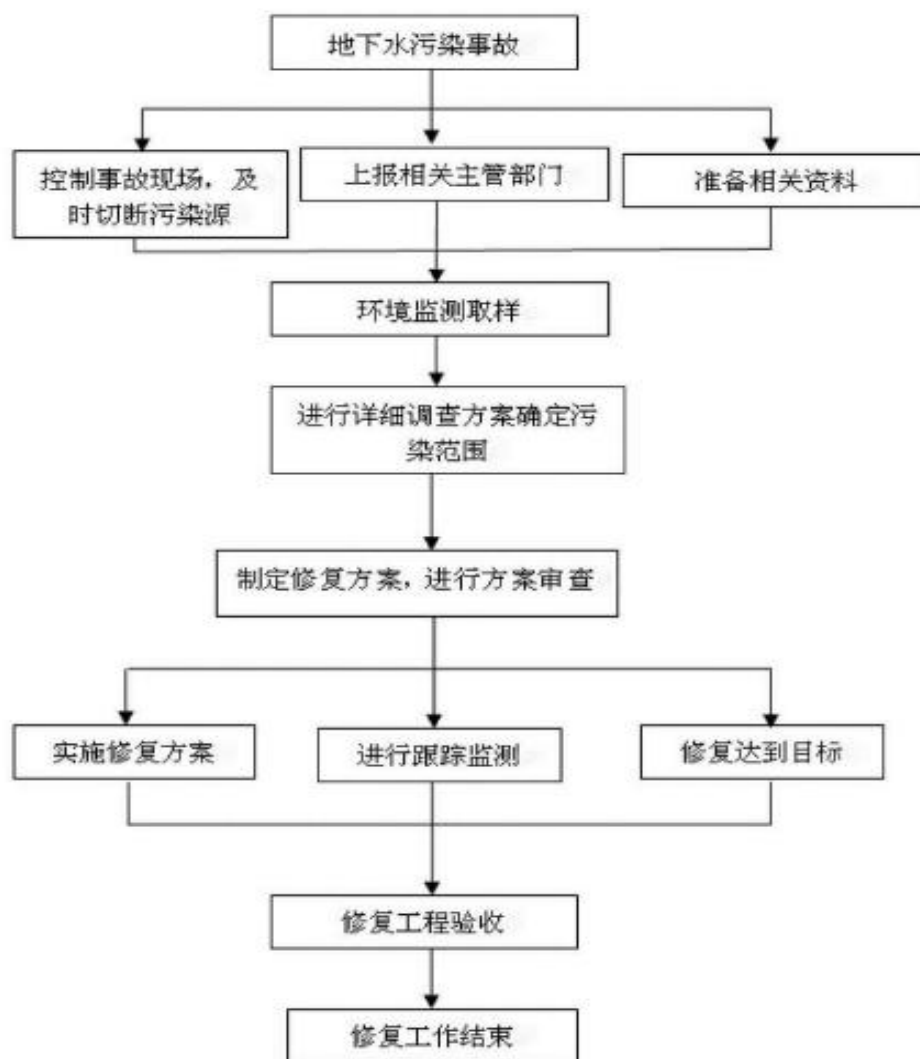 地下水污染事故
控制事故现场，及
时切断污染源
上报相关主管部门
准备相关资料
环境监测取样
进行详细调查方案确定污
染范围
制定修复方案，进行方案审查
实施修复方案
进行跟踪监测
修复达到目标
修复工程验收
修复工作结束